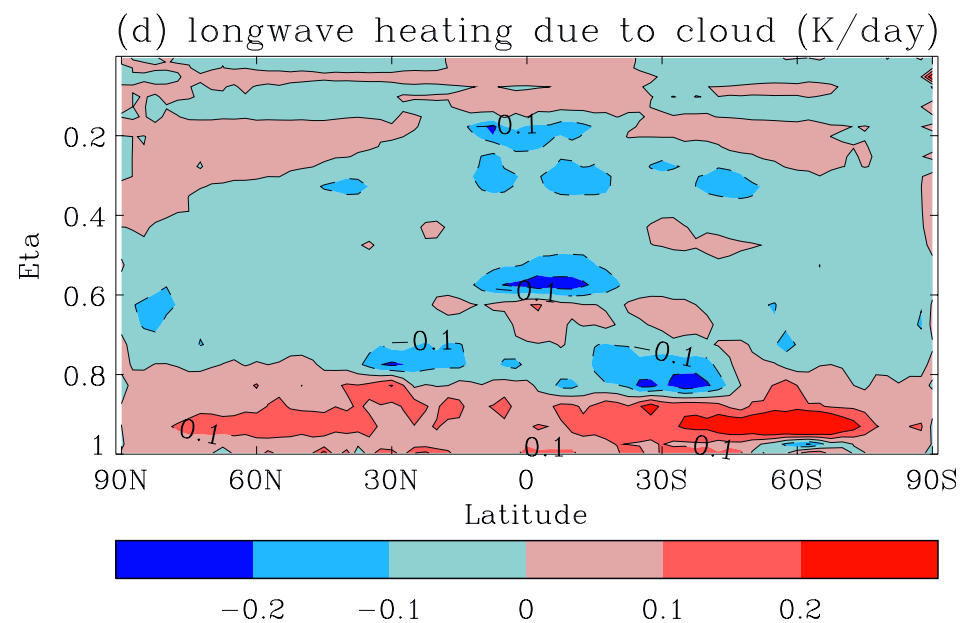 (d) longwave heating due to cloud (K/day)
Eta
0.2
0.4
0.6
0.8
1
−0.1
−0.1
−0.1
−0.1
0.1
0.1
0.1
90N 60N 30N 0 30S 60S 90S
Latitude
−0.2 −0.1 0 0.1 0.2